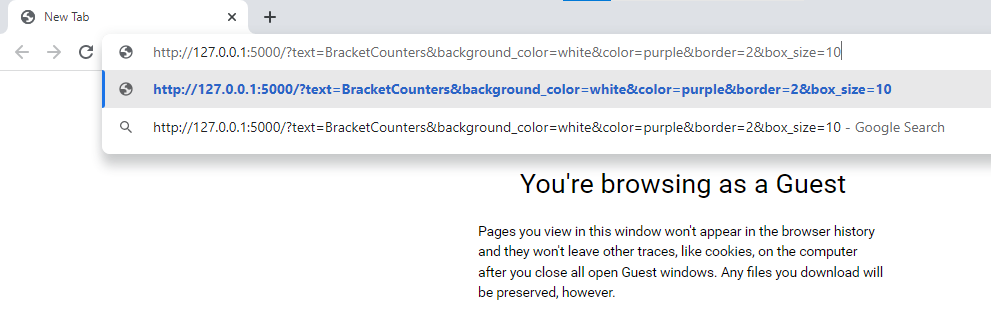 New Tab
http://127.0.0.1:5000/?text=BracketCounters&background_color=white&color=purple&border=2&box_size=10
http://127.0.0.1:5000/?text=BracketCounters&background_color=white&color=purple&border=2&box_size=10
http://127.0.0.1:5000/?text=BracketCounters&background_color=white&color=purple&border=2&box_size=10 - Google Search
You're browsing as a Guest
Pages you view in this window won't appear in the browser history
and they won't leave other traces, like cookies, on the computer
after you close all open Guest windows. Any files you download will
be preserved, however.